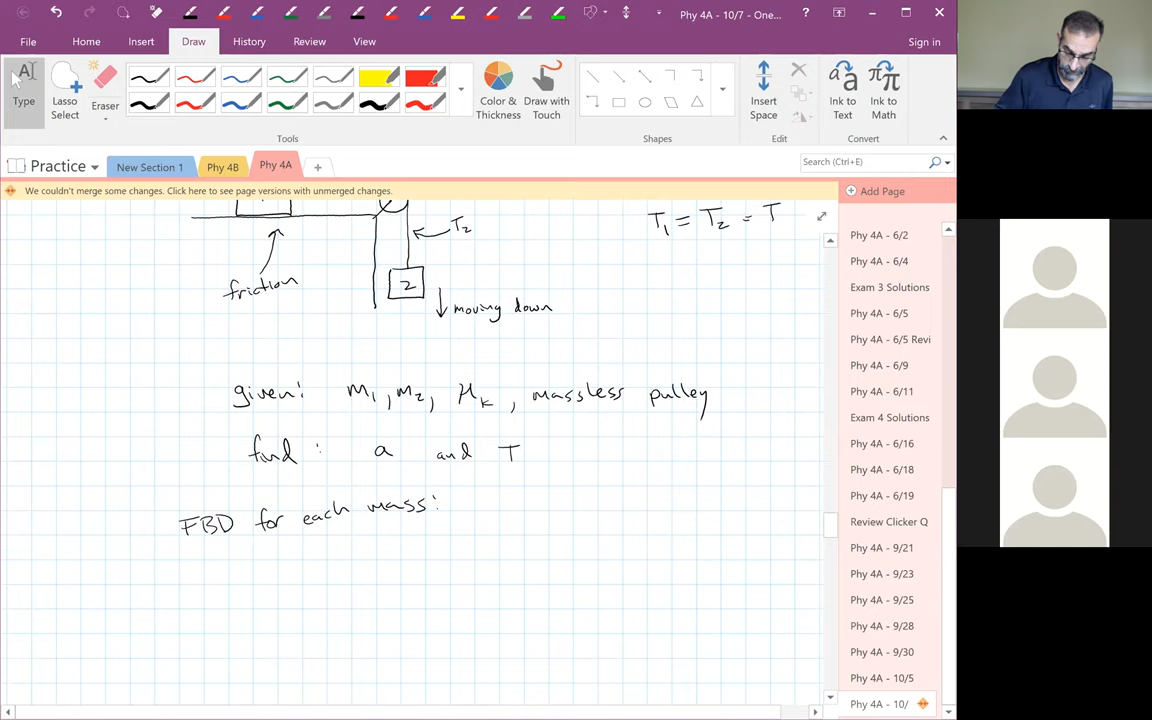 Phy 4A - 10/7 - One...
?
File
Home
Insert
Draw
History
Review
View
Sign in
Type
Lasso
Select
Eraser
Color &
Thickness
Draw with
Touch
Insert
Space
Ink to
Text
Ink to
Math
Tools
Shapes
Edit
Convert
Practice
New Section 1
Phy 4B
Phy 4A
Search (Ctrl+E)
We couldn't merge some changes. Click here to see page versions with unmerged changes.
Add Page
T₁ = T₂ = T
T₂
friction
2
moving down
given: m₁, m₂, μₖ, massless pulley
find: a and T
FBD for each mass:
Phy 4A - 6/2
Phy 4A - 6/4
Exam 3 Solutions
Phy 4A - 6/5
Phy 4A - 6/5 Revi
Phy 4A - 6/9
Phy 4A - 6/11
Exam 4 Solutions
Phy 4A - 6/16
Phy 4A - 6/18
Phy 4A - 6/19
Review Clicker Q
Phy 4A - 9/21
Phy 4A - 9/23
Phy 4A - 9/25
Phy 4A - 9/28
Phy 4A - 9/30
Phy 4A - 10/5
Phy 4A - 10/